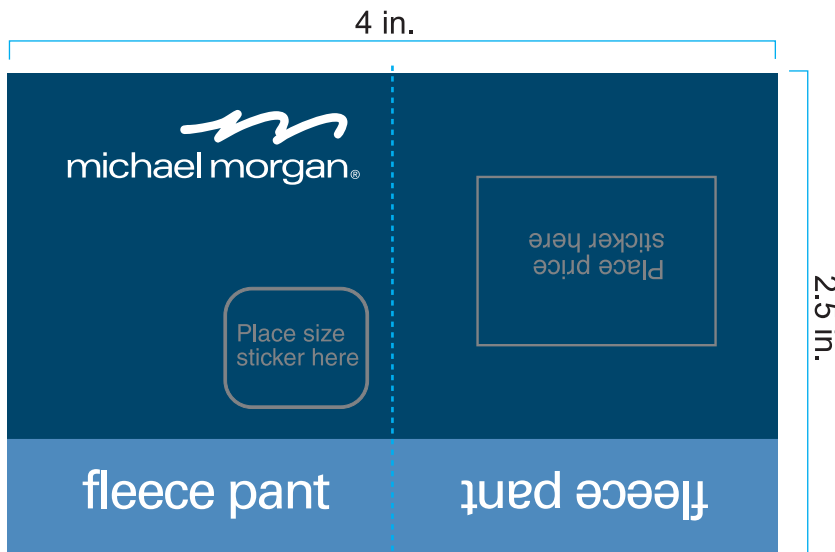 4 in.
michael morgan®
Place size
sticker here
fleece pant
Place price
sticker here
fleece pant
2.5 in.